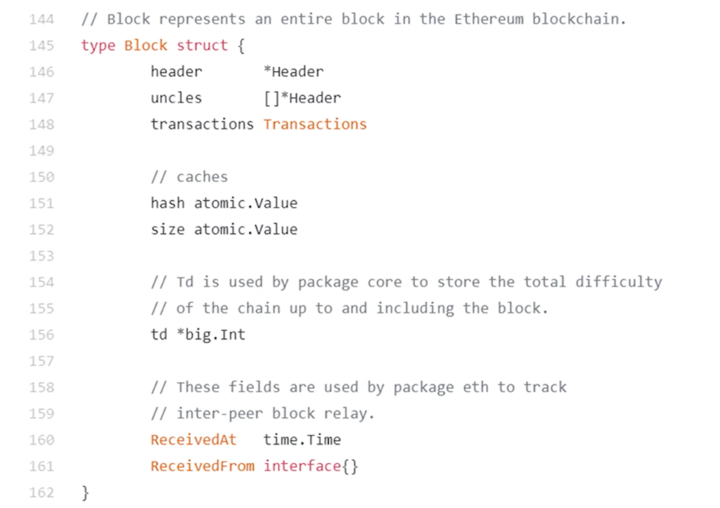 144 // Block represents an entire block in the Ethereum blockchain.
145 type Block struct {
146 header *Header
147 uncles []*Header
148 transactions Transactions
149
150 // caches
151 hash atomic.Value
152 size atomic.Value
153
154 // Td is used by package core to store the total difficulty
155 // of the chain up to and including the block.
156 td *big.Int
157
158 // These fields are used by package eth to track
159 // inter-peer block relay.
160 ReceivedAt time.Time
161 ReceivedFrom interface{}
162 }